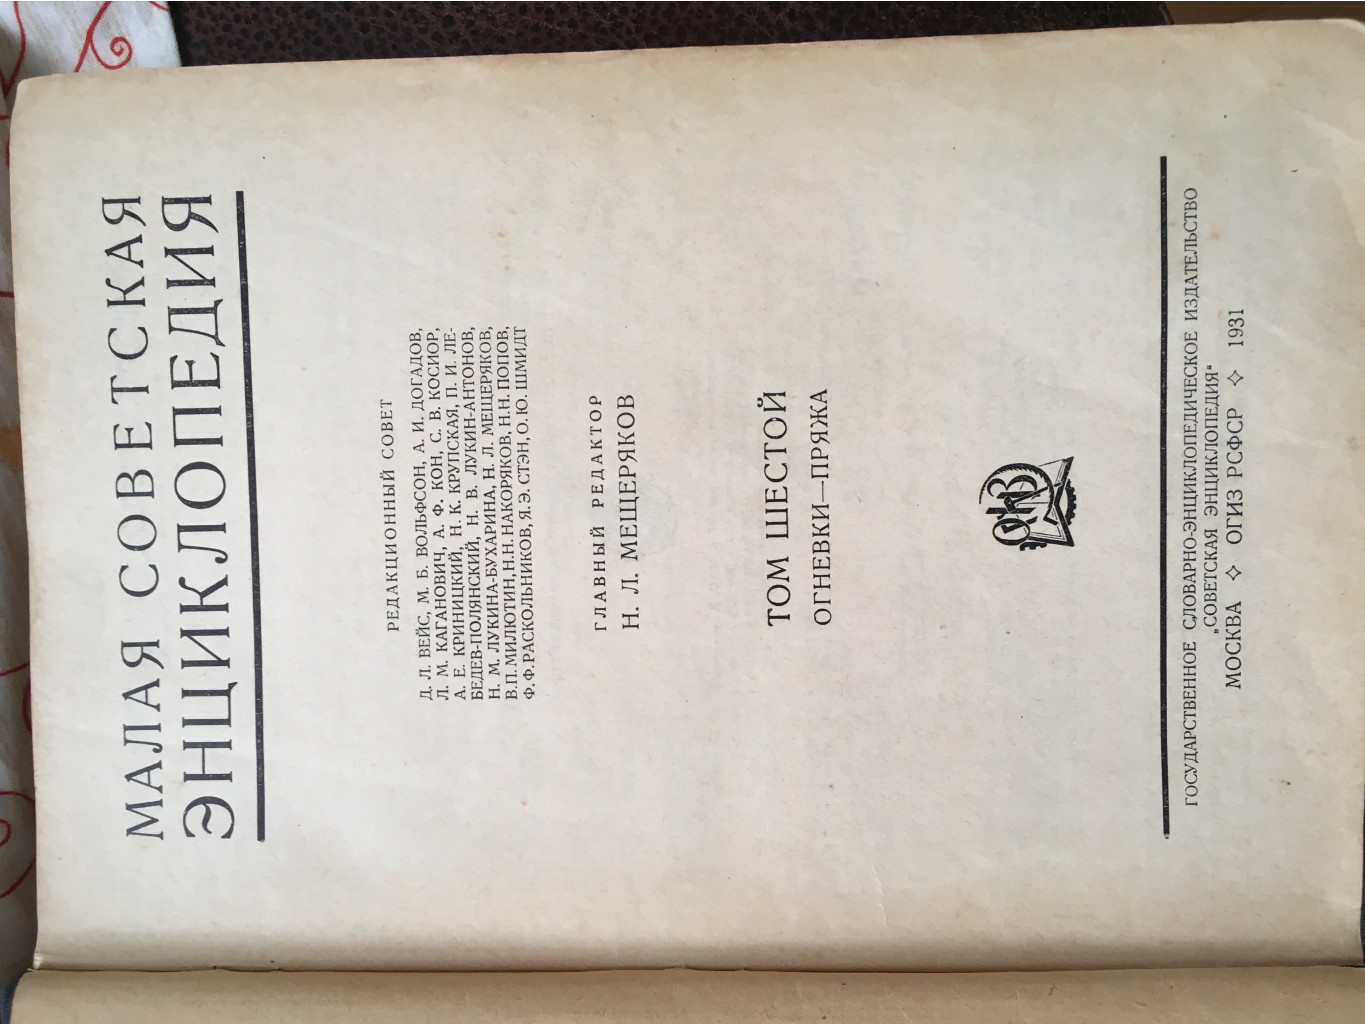 МАЛАЯ СОВЕТСКАЯ
ЭНЦИКЛОПЕДИЯ
РЕДАКЦИОННЫЙ СОВЕТ
Д. Л. ВЕЙС, М. Б. ВОЛЬФСОН, А. И. ДОГАДОВ,
Л. М. КАГАНОВИЧ, А. Ф. КОН, С. В. КОСИОР,
А. Е. КРИНИЦКИЙ, Н. К. КРУПСКАЯ, П. И. ЛЕ-
БЕДЕВ-ПОЛЯНСКИЙ, Н. В. ЛУКИН-АНТОНОВ,
Н. М. ЛУКИНА-БУХАРИНА, Н. Л. МЕЩЕРЯКОВ,
В. П. МИЛЮТИН, Н. Н. НАКОРЯКОВ, Н. Н. ПОПОВ,
Ф. Ф. РАСКОЛЬНИКОВ, Я. Э. СТЭН, О. Ю. ШМИДТ
ГЛАВНЫЙ РЕДАКТОР
Н. Л. МЕЩЕРЯКОВ
ТОМ ШЕСТОЙ
ОГНЕВКИ—ПРЯЖА
ОГИЗ
ГОСУДАРСТВЕННОЕ СЛОВАРНО-ЭНЦИКЛОПЕДИЧЕСКОЕ ИЗДАТЕЛЬСТВО
„СОВЕТСКАЯ ЭНЦИКЛОПЕДИЯ“
МОСКВА ✧ ОГИЗ РСФСР ✧ 1931